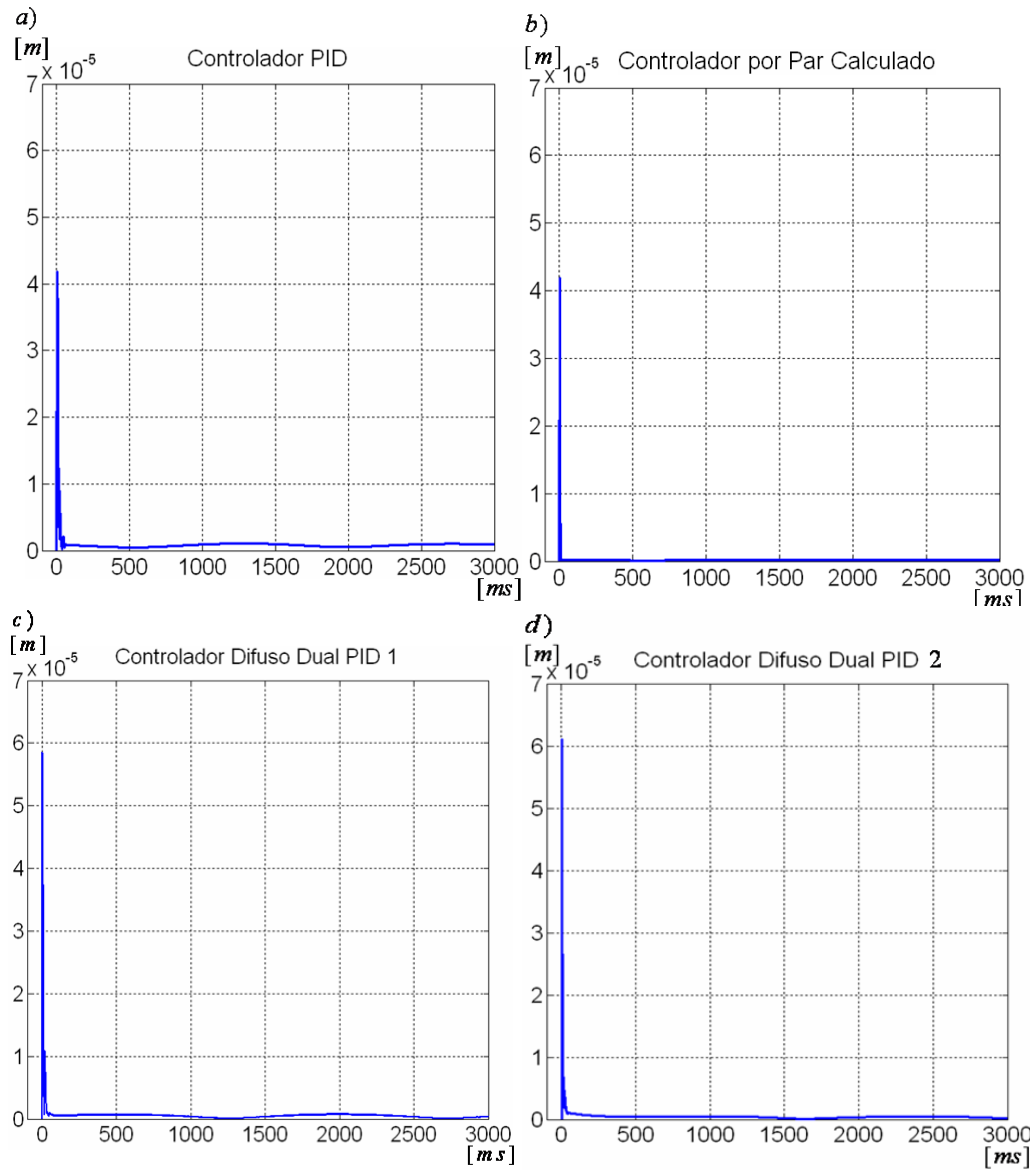 a)
[m]
x 10-5
Controlador PID
7
6
5
4
3
2
1
0
0 500 1000 1500 2000 2500 3000
[ms]
b)
[m]
x 10-5
Controlador por Par Calculado
7
6
5
4
3
2
1
0
0 500 1000 1500 2000 2500 3000
[ms]
c)
[m]
x 10-5
Controlador Difuso Dual PID 1
7
6
5
4
3
2
1
0
0 500 1000 1500 2000 2500 3000
[ms]
d)
[m]
x 10-5
Controlador Difuso Dual PID 2
7
6
5
4
3
2
1
0
0 500 1000 1500 2000 2500 3000
[ms]